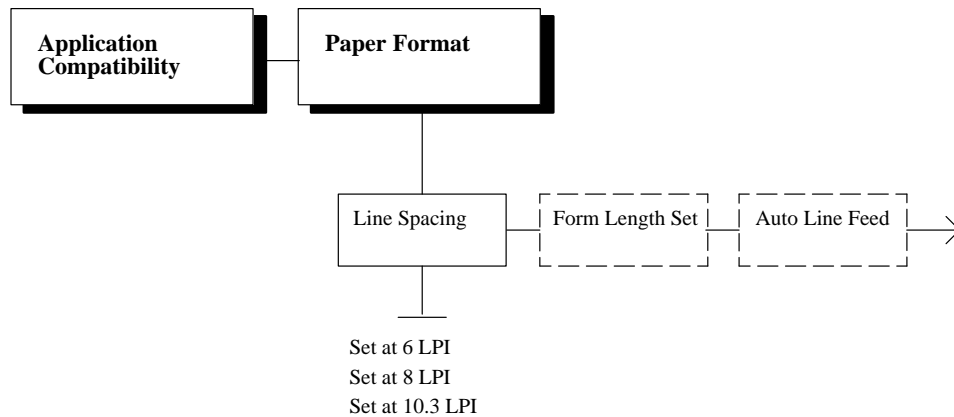 Application
Compatibility
Paper Format
Line Spacing
Form Length Set
Auto Line Feed
Set at 6 LPI
Set at 8 LPI
Set at 10.3 LPI